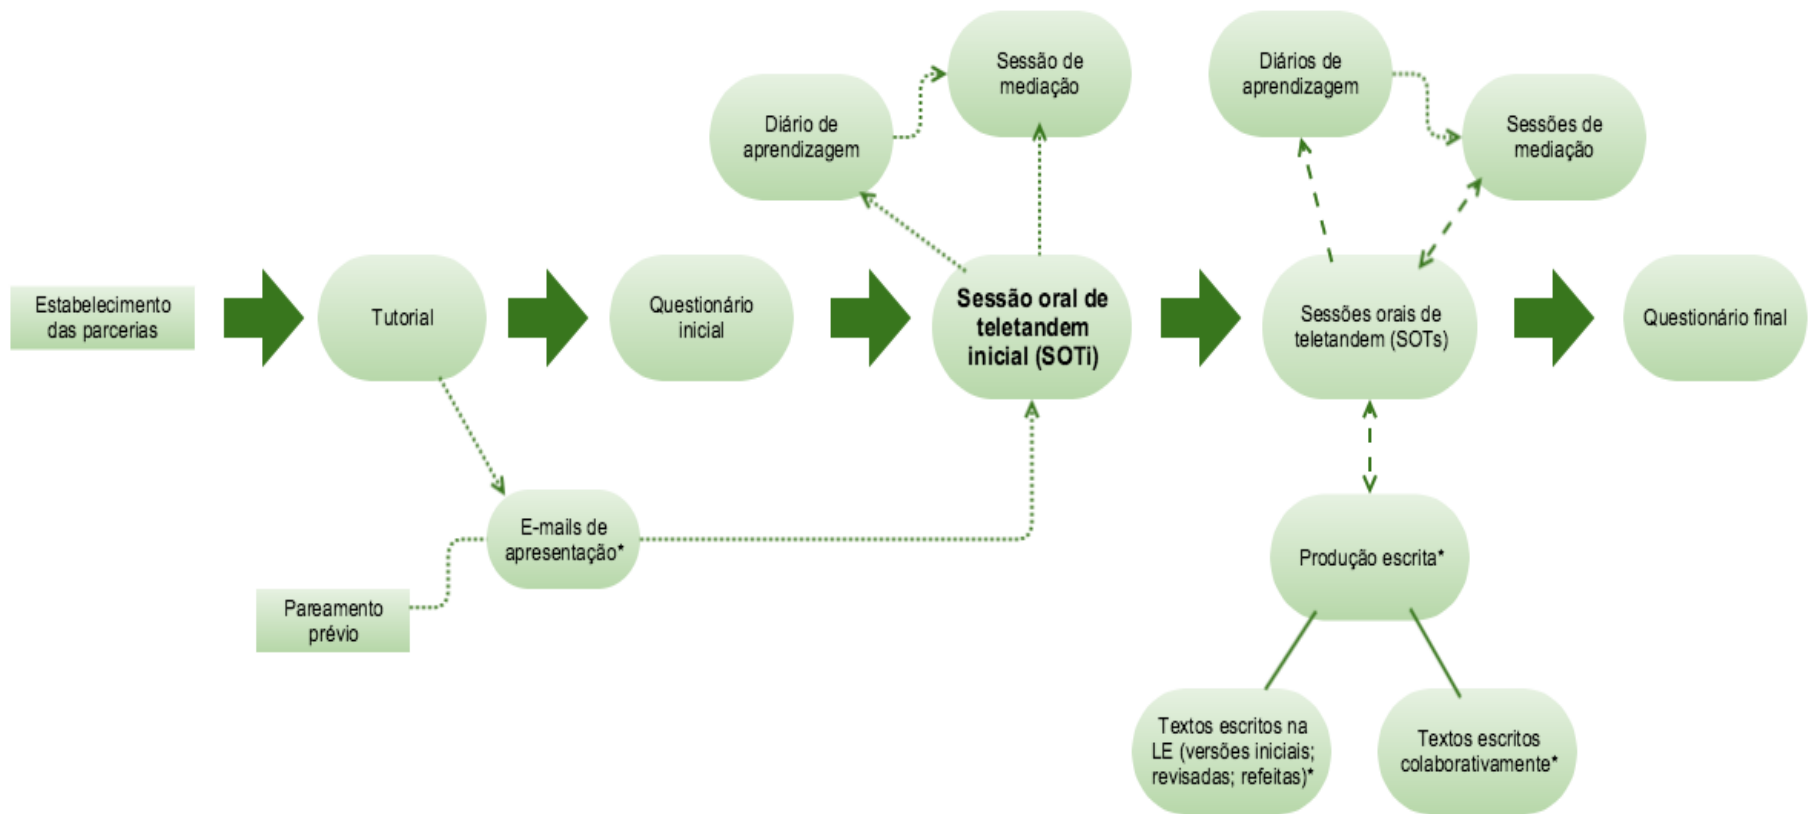 Sessão de
mediação
Diário de
aprendizagem
Diários de
aprendizagem
Sessões de
mediação
Estabelecimento
das parcerias
Tutorial
Questionário
inicial
Sessão oral de
teletandem
inicial (SOTi)
Sessões orais de
teletandem (SOTs)
Questionário final
E-mails de
apresentação*
Pareamento
prévio
Produção escrita*
Textos escritos na
LE (versões iniciais;
revisadas; refeitas)*
Textos escritos
colaborativamente*